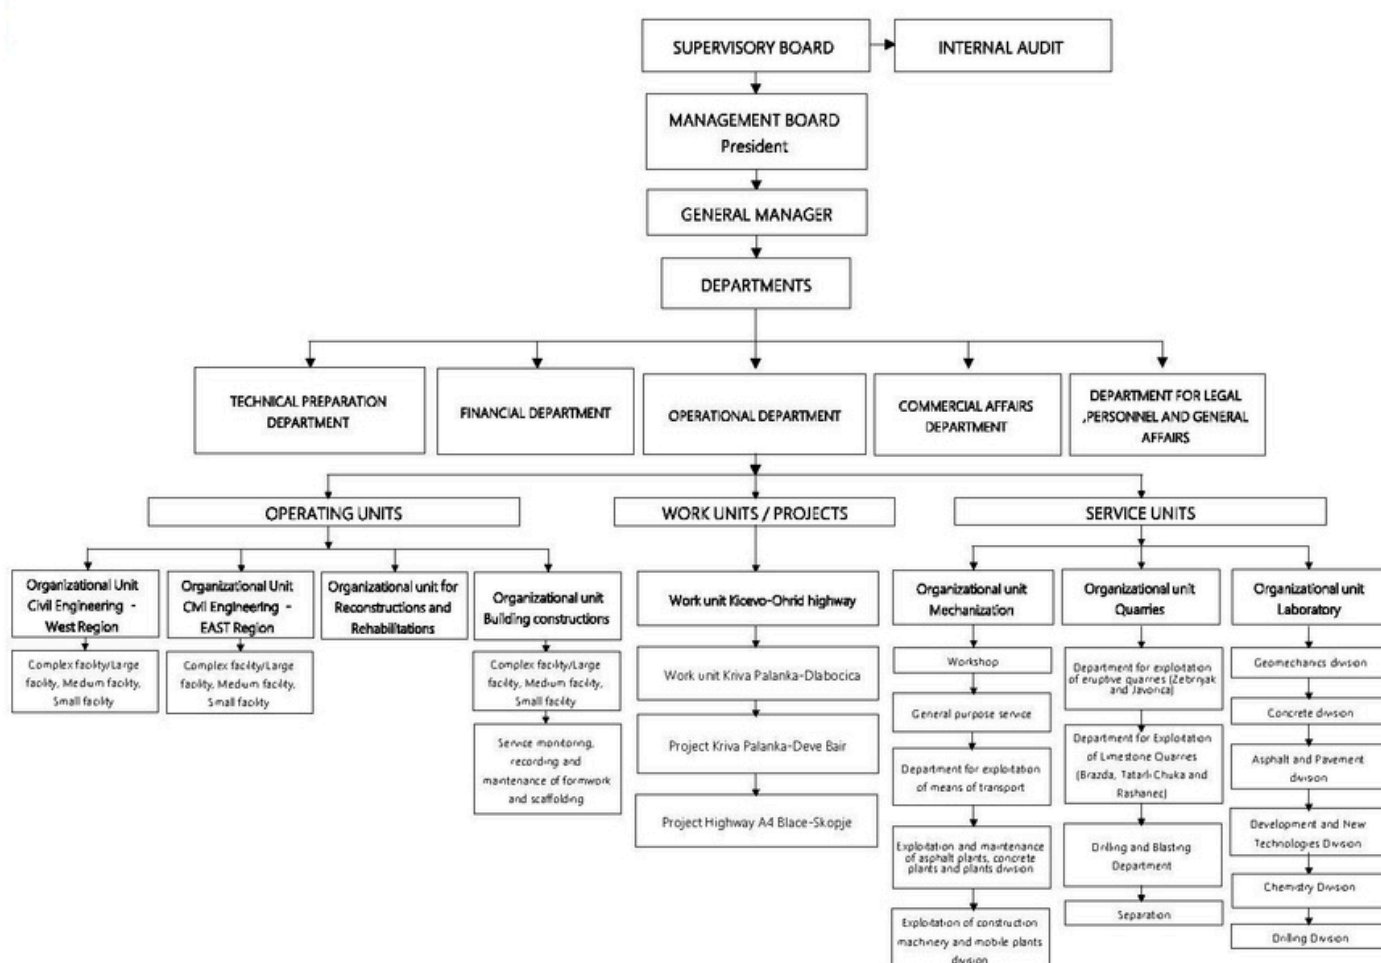 SUPERVISORY BOARD
INTERNAL AUDIT
MANAGEMENT BOARD
President
GENERAL MANAGER
DEPARTMENTS
TECHNICAL PREPARATION
DEPARTMENT
FINANCIAL DEPARTMENT
OPERATIONAL DEPARTMENT
COMMERCIAL AFFAIRS
DEPARTMENT
DEPARTMENT FOR LEGAL
,PERSONNEL AND GENERAL
AFFAIRS
OPERATING UNITS
WORK UNITS / PROJECTS
SERVICE UNITS
Organizational Unit
Civil Engineering -
West Region
Complex facility/Large
facility, Medium facility,
Small facility
Organizational Unit
Civil Engineering -
EAST Region
Complex facility/Large
facility, Medium facility,
Small facility
Organizational unit for
Reconstructions and
Rehabilitations
Organizational unit
Building constructions
Complex facility/Large
facility, Medium facility,
Small facility
Service monitoring,
recording and
maintenance of formwork
and scaffolding
Work unit Kicevo-Ohrid highway
Work unit Kriva Palanka-Dlabocica
Project Kriva Palanka-Deve Bair
Project Highway A4 Blace-Skopje
Organizational unit
Mechanization
Workshop
General purpose service
Department for exploitation
of means of transport
Exploitation and maintenance
of asphalt plants, concrete
plants and plants division
Exploitation of construction
machinery and mobile plants
division
Organizational unit
Quarries
Department for exploitation
of eruptive quarries (Zebrnjak
and Javorica)
Department for Exploitation
of Limestone Quarries
(Brazda, Tatarli Chuka and
Rashanec)
Drilling and Blasting
Department
Separation
Organizational unit
Laboratory
Geomechanics division
Concrete division
Asphalt and Pavement
division
Development and New
Technologies Division
Chemistry Division
Drilling Division